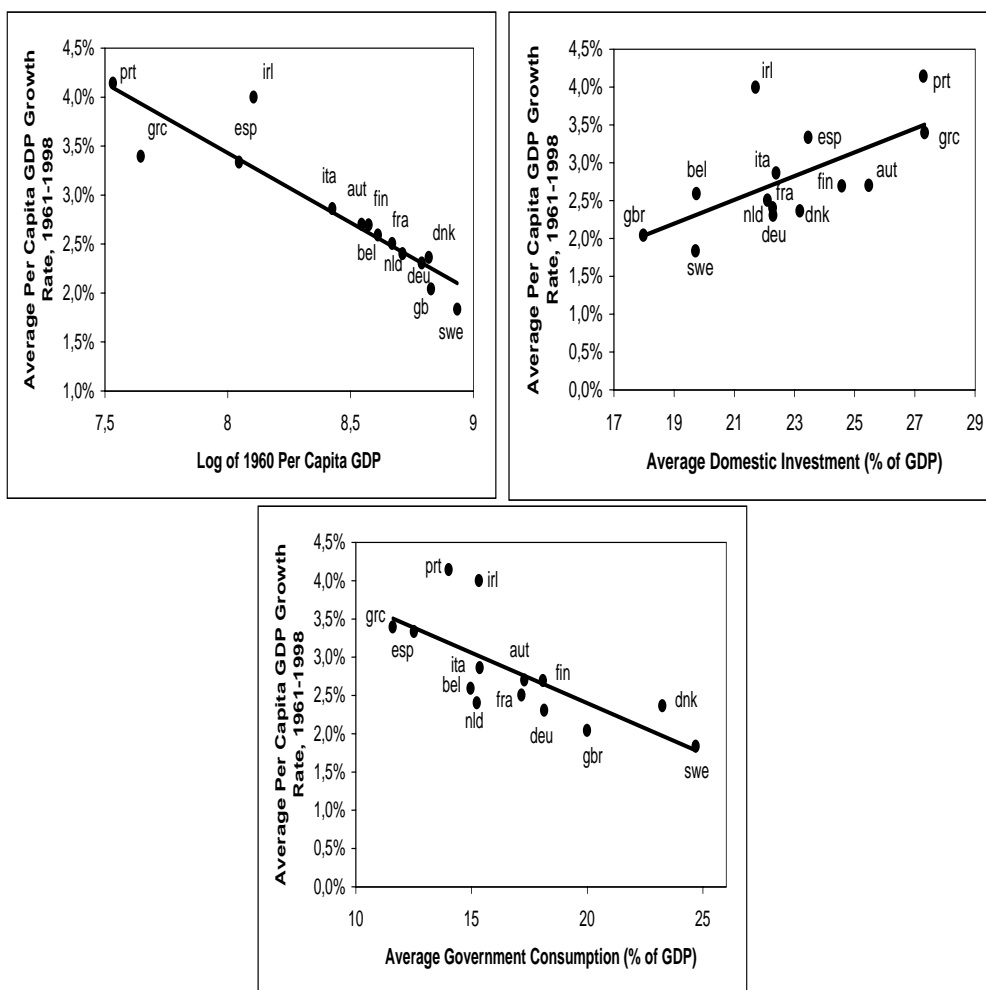 Average Per Capita GDP Growth
Rate, 1961-1998
4,5%
4,0%
3,5%
3,0%
2,5%
2,0%
1,5%
1,0%
prt
irl
grc
esp
ita
aut
fin
fra
dnk
bel
nld
deu
gb
swe
7,5
8
8,5
9
Log of 1960 Per Capita GDP
Average Per Capita GDP Growth
Rate, 1961-1998
4,5%
4,0%
3,5%
3,0%
2,5%
2,0%
1,5%
1,0%
0,5%
0,0%
irl
prt
esp
grc
ita
bel
fin
aut
fra
gbr
nld
dnk
deu
swe
17
19
21
23
25
27
29
Average Domestic Investment (% of GDP)
Average Per Capita GDP Growth
Rate, 1961-1998
4,5%
4,0%
3,5%
3,0%
2,5%
2,0%
1,5%
1,0%
0,5%
0,0%
prt
irl
grc
esp
aut
ita
fin
bel
fra
dnk
nld
deu
gbr
swe
10
15
20
25
Average Government Consumption (% of GDP)